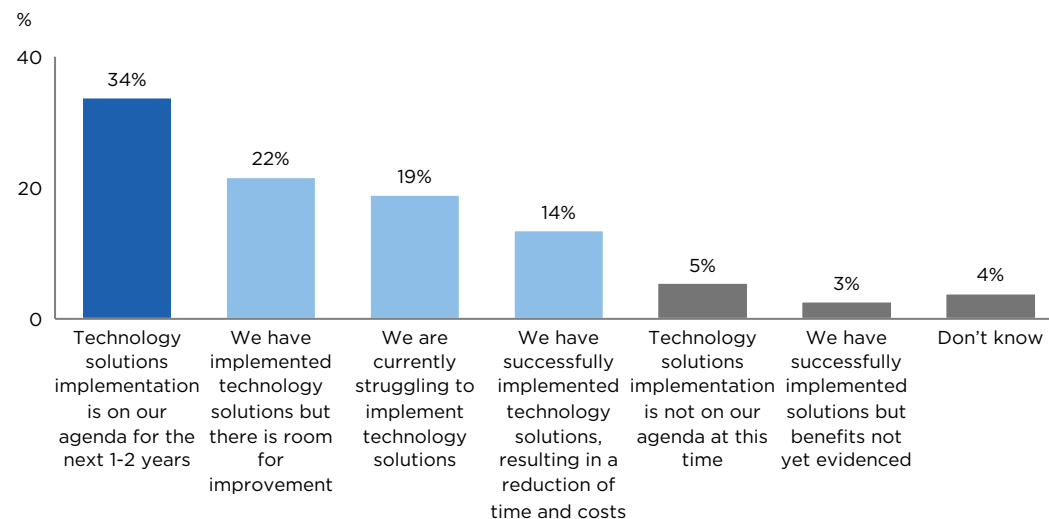 %
40
34%
22%
20
19%
14%
5%
3%
4%
0
Technology
solutions
implementation
is on our
agenda for the
next 1-2 years
We have
implemented
technology
solutions but
there is room
for
improvement
We are
currently
struggling to
implement
technology
solutions
We have
successfully
implemented
technology
solutions,
resulting in a
reduction of
time and costs
Technology
solutions
implementation
is not on our
agenda at this
time
We have
successfully
implemented
solutions but
benefits not
yet evidenced
Don’t know